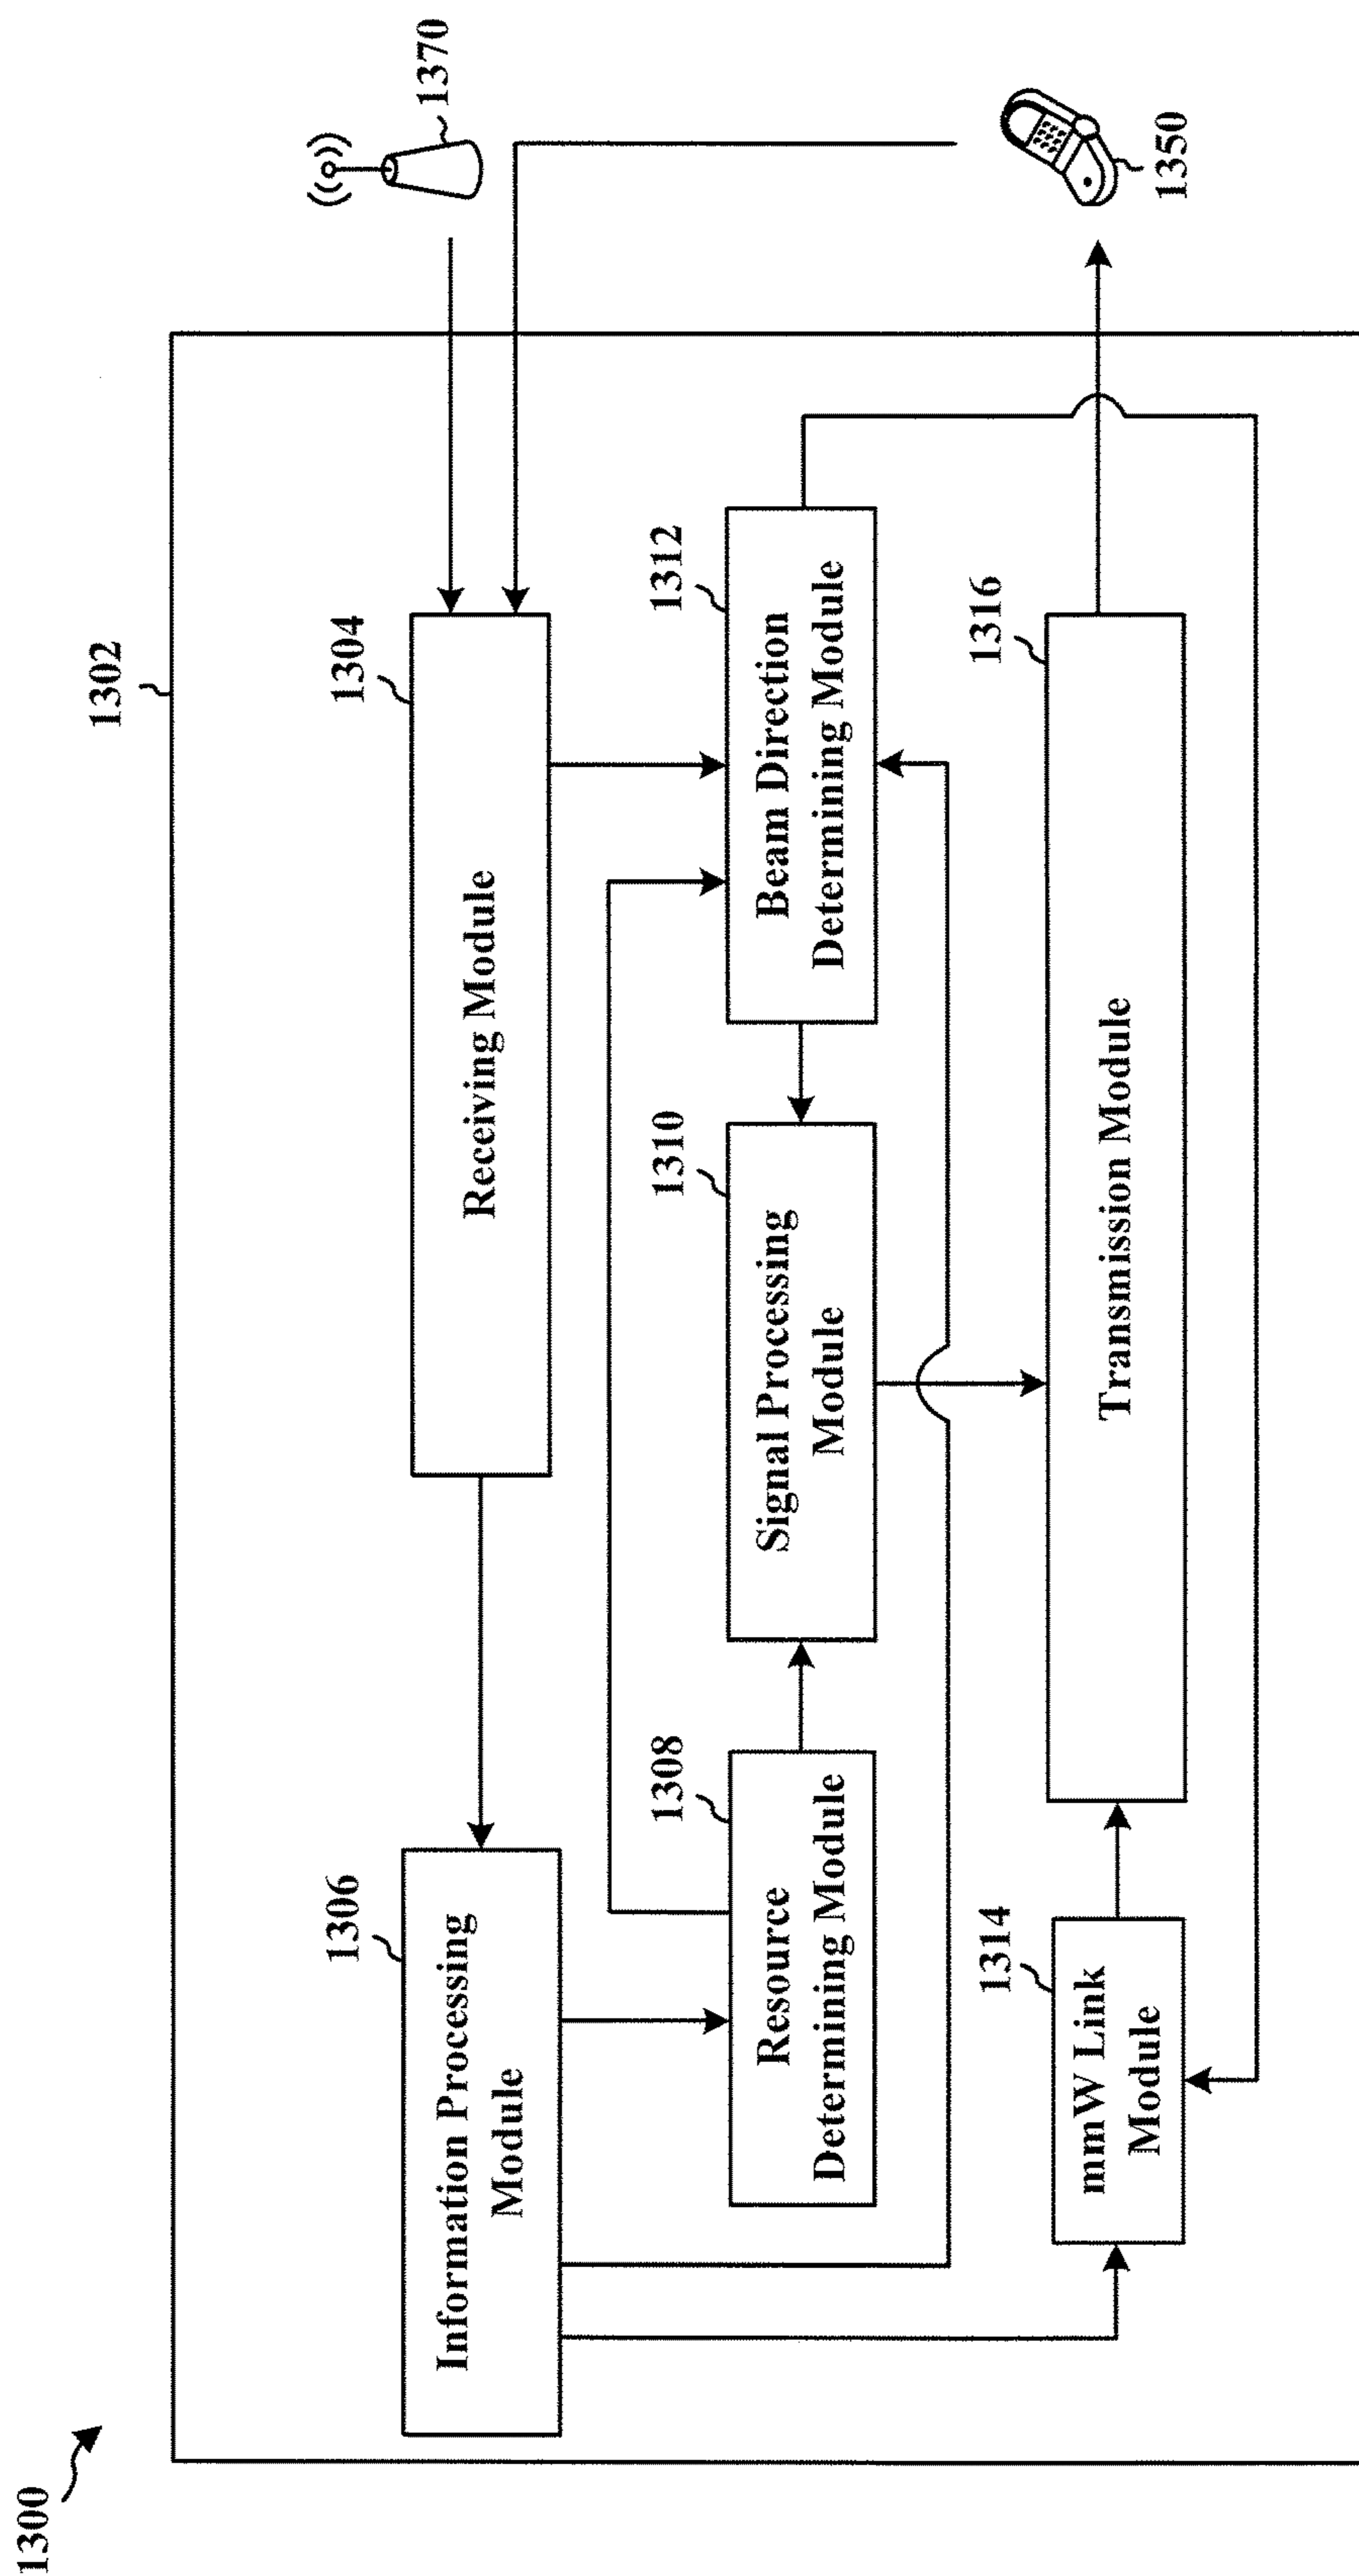 1300
1302
1370
1304
Receiving Module
1306
Information Processing
Module
1308
Resource
Determining Module
1310
Signal Processing
Module
1312
Beam Direction
Determining Module
1314
mmW Link
Module
1316
Transmission Module
1350